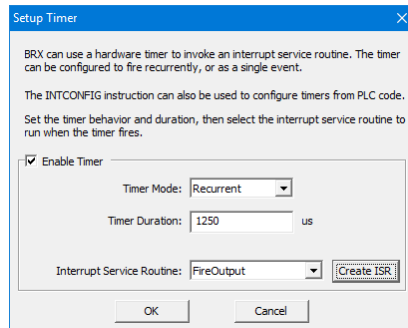 Setup Timer
BRX can use a hardware timer to invoke an interrupt service routine. The timer
can be configured to fire recurrently, or as a single event.
The INTCONFIG instruction can also be used to configure timers from PLC code.
Set the timer behavior and duration, then select the interrupt service routine to
run when the timer fires.
Enable Timer
Timer Mode: Recurrent
Timer Duration: 1250 us
Interrupt Service Routine: FireOutput Create ISR
OK Cancel